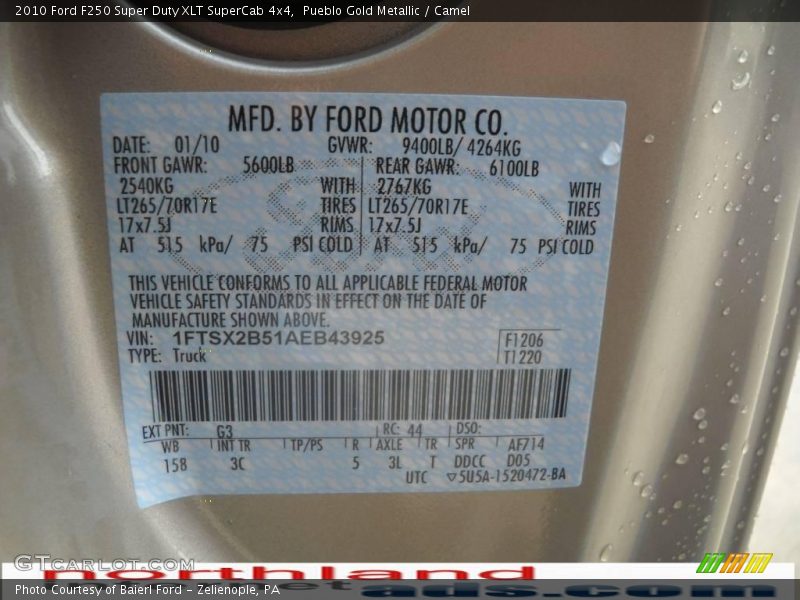 2010 Ford F250 Super Duty XLT SuperCab 4x4,  Pueblo Gold Metallic / Camel
MFD. BY FORD MOTOR CO.
DATE: 01/10 GVWR: 9400LB/ 4264KG
FRONT GAWR: 5600LB REAR GAWR: 6100LB
2540KG WITH 2767KG WITH
LT265/70R17E TIRES LT265/70R17E TIRES
17x7.5J RIMS 17x7.5J RIMS
AT 515 kPa/ 75 PSI COLD AT 515 kPa/ 75 PSI COLD
THIS VEHICLE CONFORMS TO ALL APPLICABLE FEDERAL MOTOR
VEHICLE SAFETY STANDARDS IN EFFECT ON THE DATE OF
MANUFACTURE SHOWN ABOVE.
VIN: 1FTSX2B51AEB43925 F1206
TYPE: Truck T1220
EXT PNT: G3 RC: 44 DSO:
WB INT TR TP/PS R AXLE TR SPR AF714
158 3C 5 3L T DDCC D05
UTC ▽5U5A-1520472-BA
GTCarLot.com
northland
Photo Courtesy of Baierl Ford - Zelienople, PA